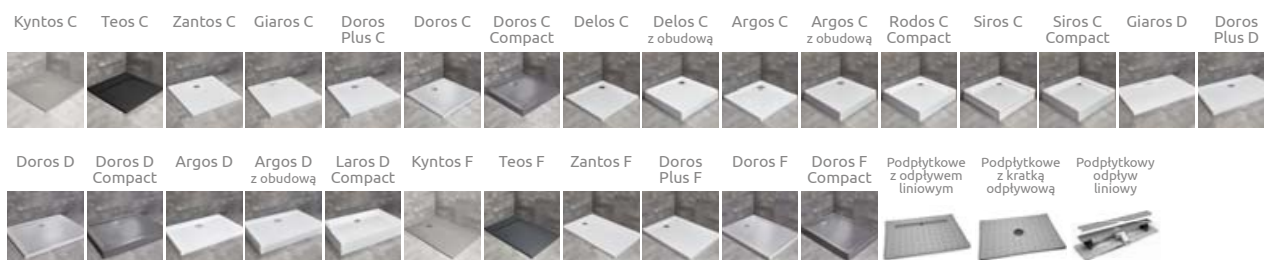 Kyntos C
Teos C
Zantos C
Giaros C
Doros
Plus C
Doros C
Doros C
Compact
Delos C
Delos C
z obudową
Argos C
Argos C
z obudową
Rodos C
Compact
Siros C
Siros C
Compact
Giaros D
Doros
Plus D
Doros D
Doros D
Compact
Argos D
Argos D
z obudową
Laros D
Compact
Kyntos F
Teos F
Zantos F
Doros
Plus F
Doros F
Doros F
Compact
Podpłytkowe
z odpływem
liniowym
Podpłytkowe
z kratką
odpływową
Podpłytkowy
odpływ
liniowy